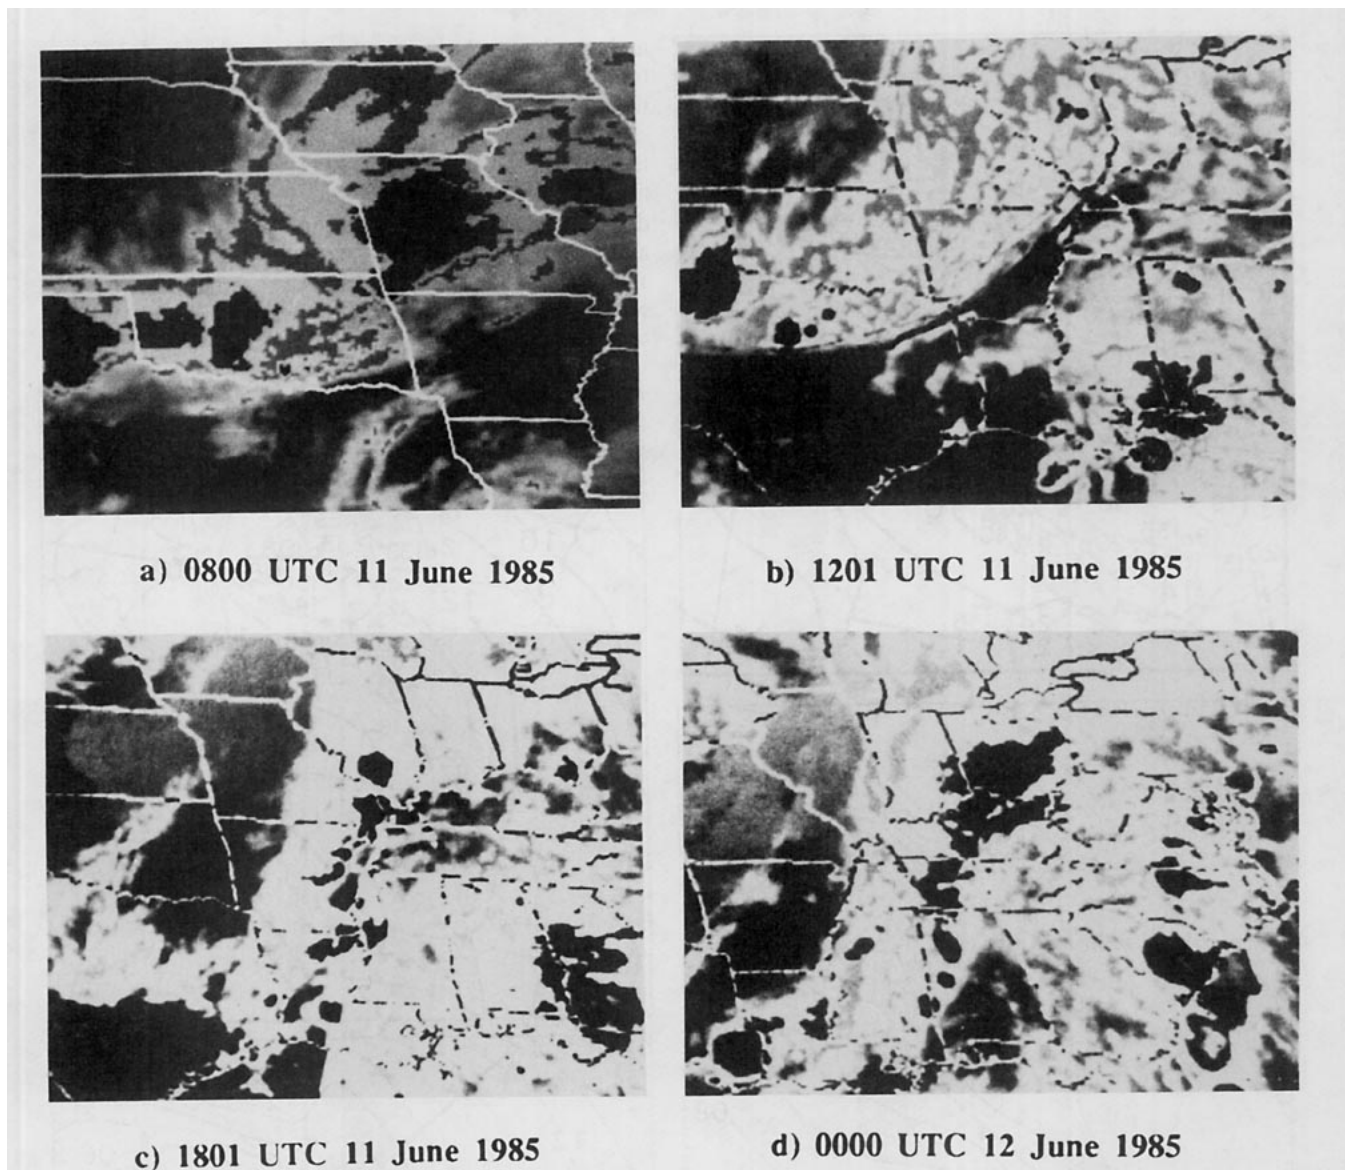 a) 0800 UTC 11 June 1985
b) 1201 UTC 11 June 1985
c) 1801 UTC 11 June 1985
d) 0000 UTC 12 June 1985